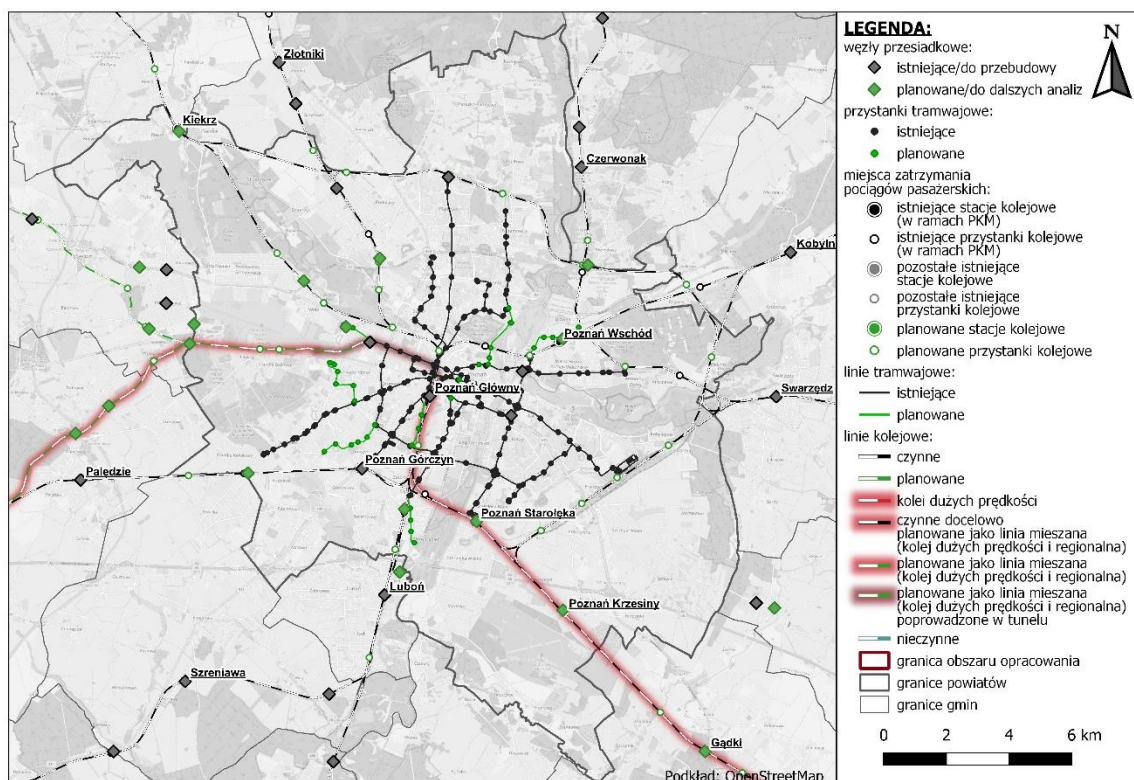 Złotniki
Kiekrz
Czerwonak
Kobyln
Poznań Wschód
Poznań Główny
Swarzędz
Palędzie
Poznań Górczyn
Poznań Starołęka
Luboń
Poznań Krzesiny
Szreniawa
Gądki
Podkład: OpenStreetMap
LEGENDA:
N
węzły przesiadkowe:
istniejące/do przebudowy
planowane/do dalszych analiz
przystanki tramwajowe:
istniejące
planowane
miejsca zatrzymania
pociągów pasażerskich:
istniejące stacje kolejowe
(w ramach PKM)
istniejące przystanki kolejowe
(w ramach PKM)
pozostałe istniejące
stacje kolejowe
pozostałe istniejące
przystanki kolejowe
planowane stacje kolejowe
planowane przystanki kolejowe
linie tramwajowe:
istniejące
planowane
linie kolejowe:
czynne
planowane
kolei dużych prędkości
czynne docelowo
planowane jako linia mieszana
(kolej dużych prędkości i regionalna)
planowane jako linia mieszana
(kolej dużych prędkości i regionalna)
planowane jako linia mieszana
(kolej dużych prędkości i regionalna)
poprowadzone w tunelu
nieczynne
granica obszaru opracowania
granice powiatów
granice gmin
0 2 4 6 km